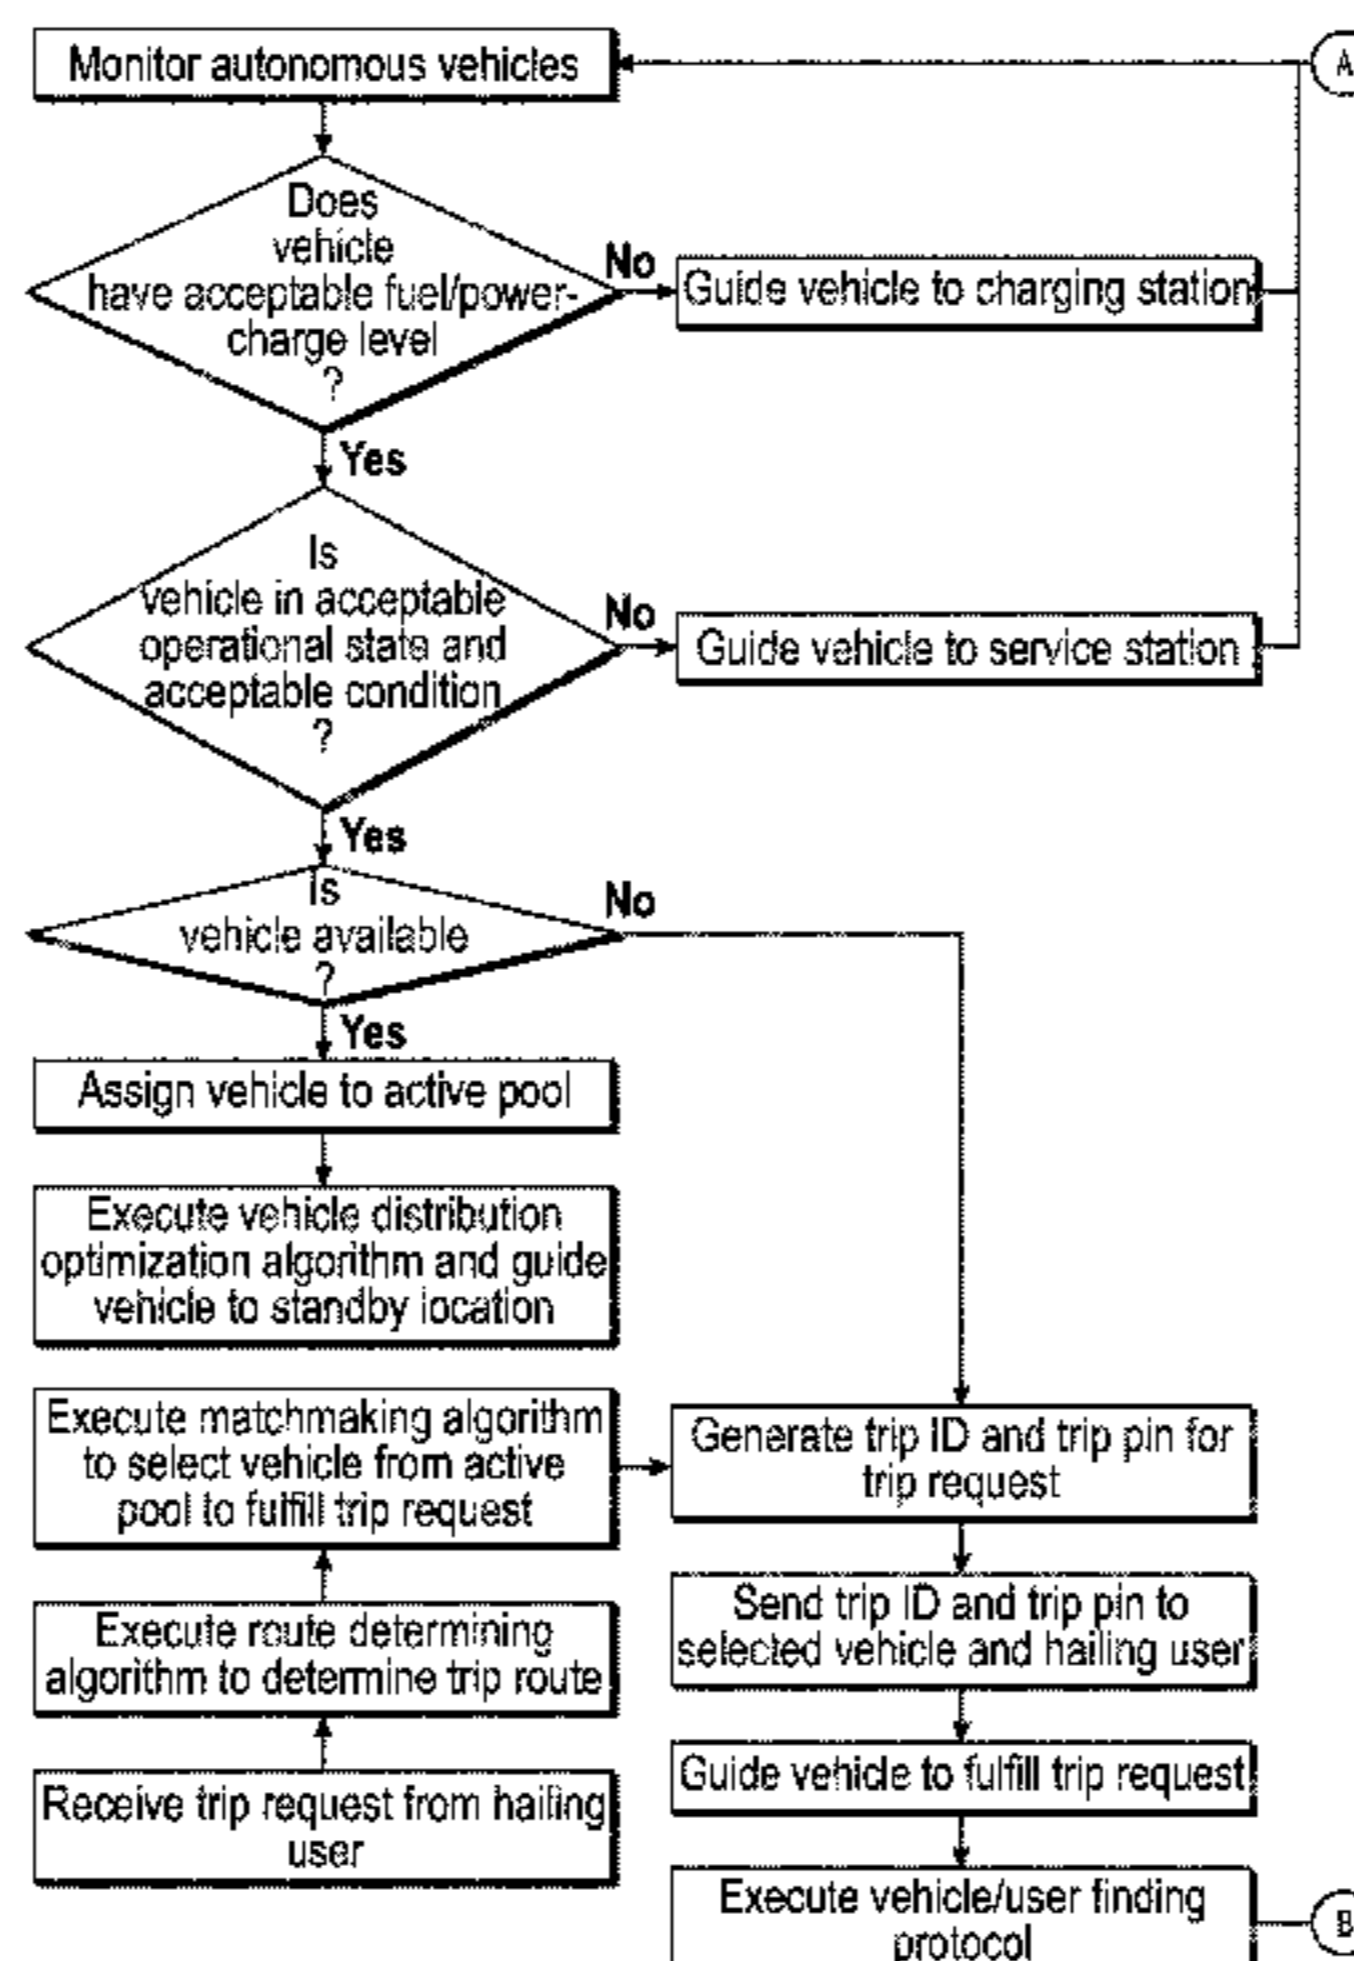 Monitor autonomous vehicles
A
Does
vehicle
have acceptable fuel/power-
charge level
?
No
Guide vehicle to charging station
Yes
Is
vehicle in acceptable
operational state and
acceptable condition
?
No
Guide vehicle to service station
Yes
Is
vehicle available
?
No
Yes
Assign vehicle to active pool
Execute vehicle distribution
optimization algorithm and guide
vehicle to standby location
Execute matchmaking algorithm
to select vehicle from active
pool to fulfill trip request
Generate trip ID and trip pin for
trip request
Execute route determining
algorithm to determine trip route
Send trip ID and trip pin to
selected vehicle and hailing user
Receive trip request from hailing
user
Guide vehicle to fulfill trip request
Execute vehicle/user finding
protocol
B